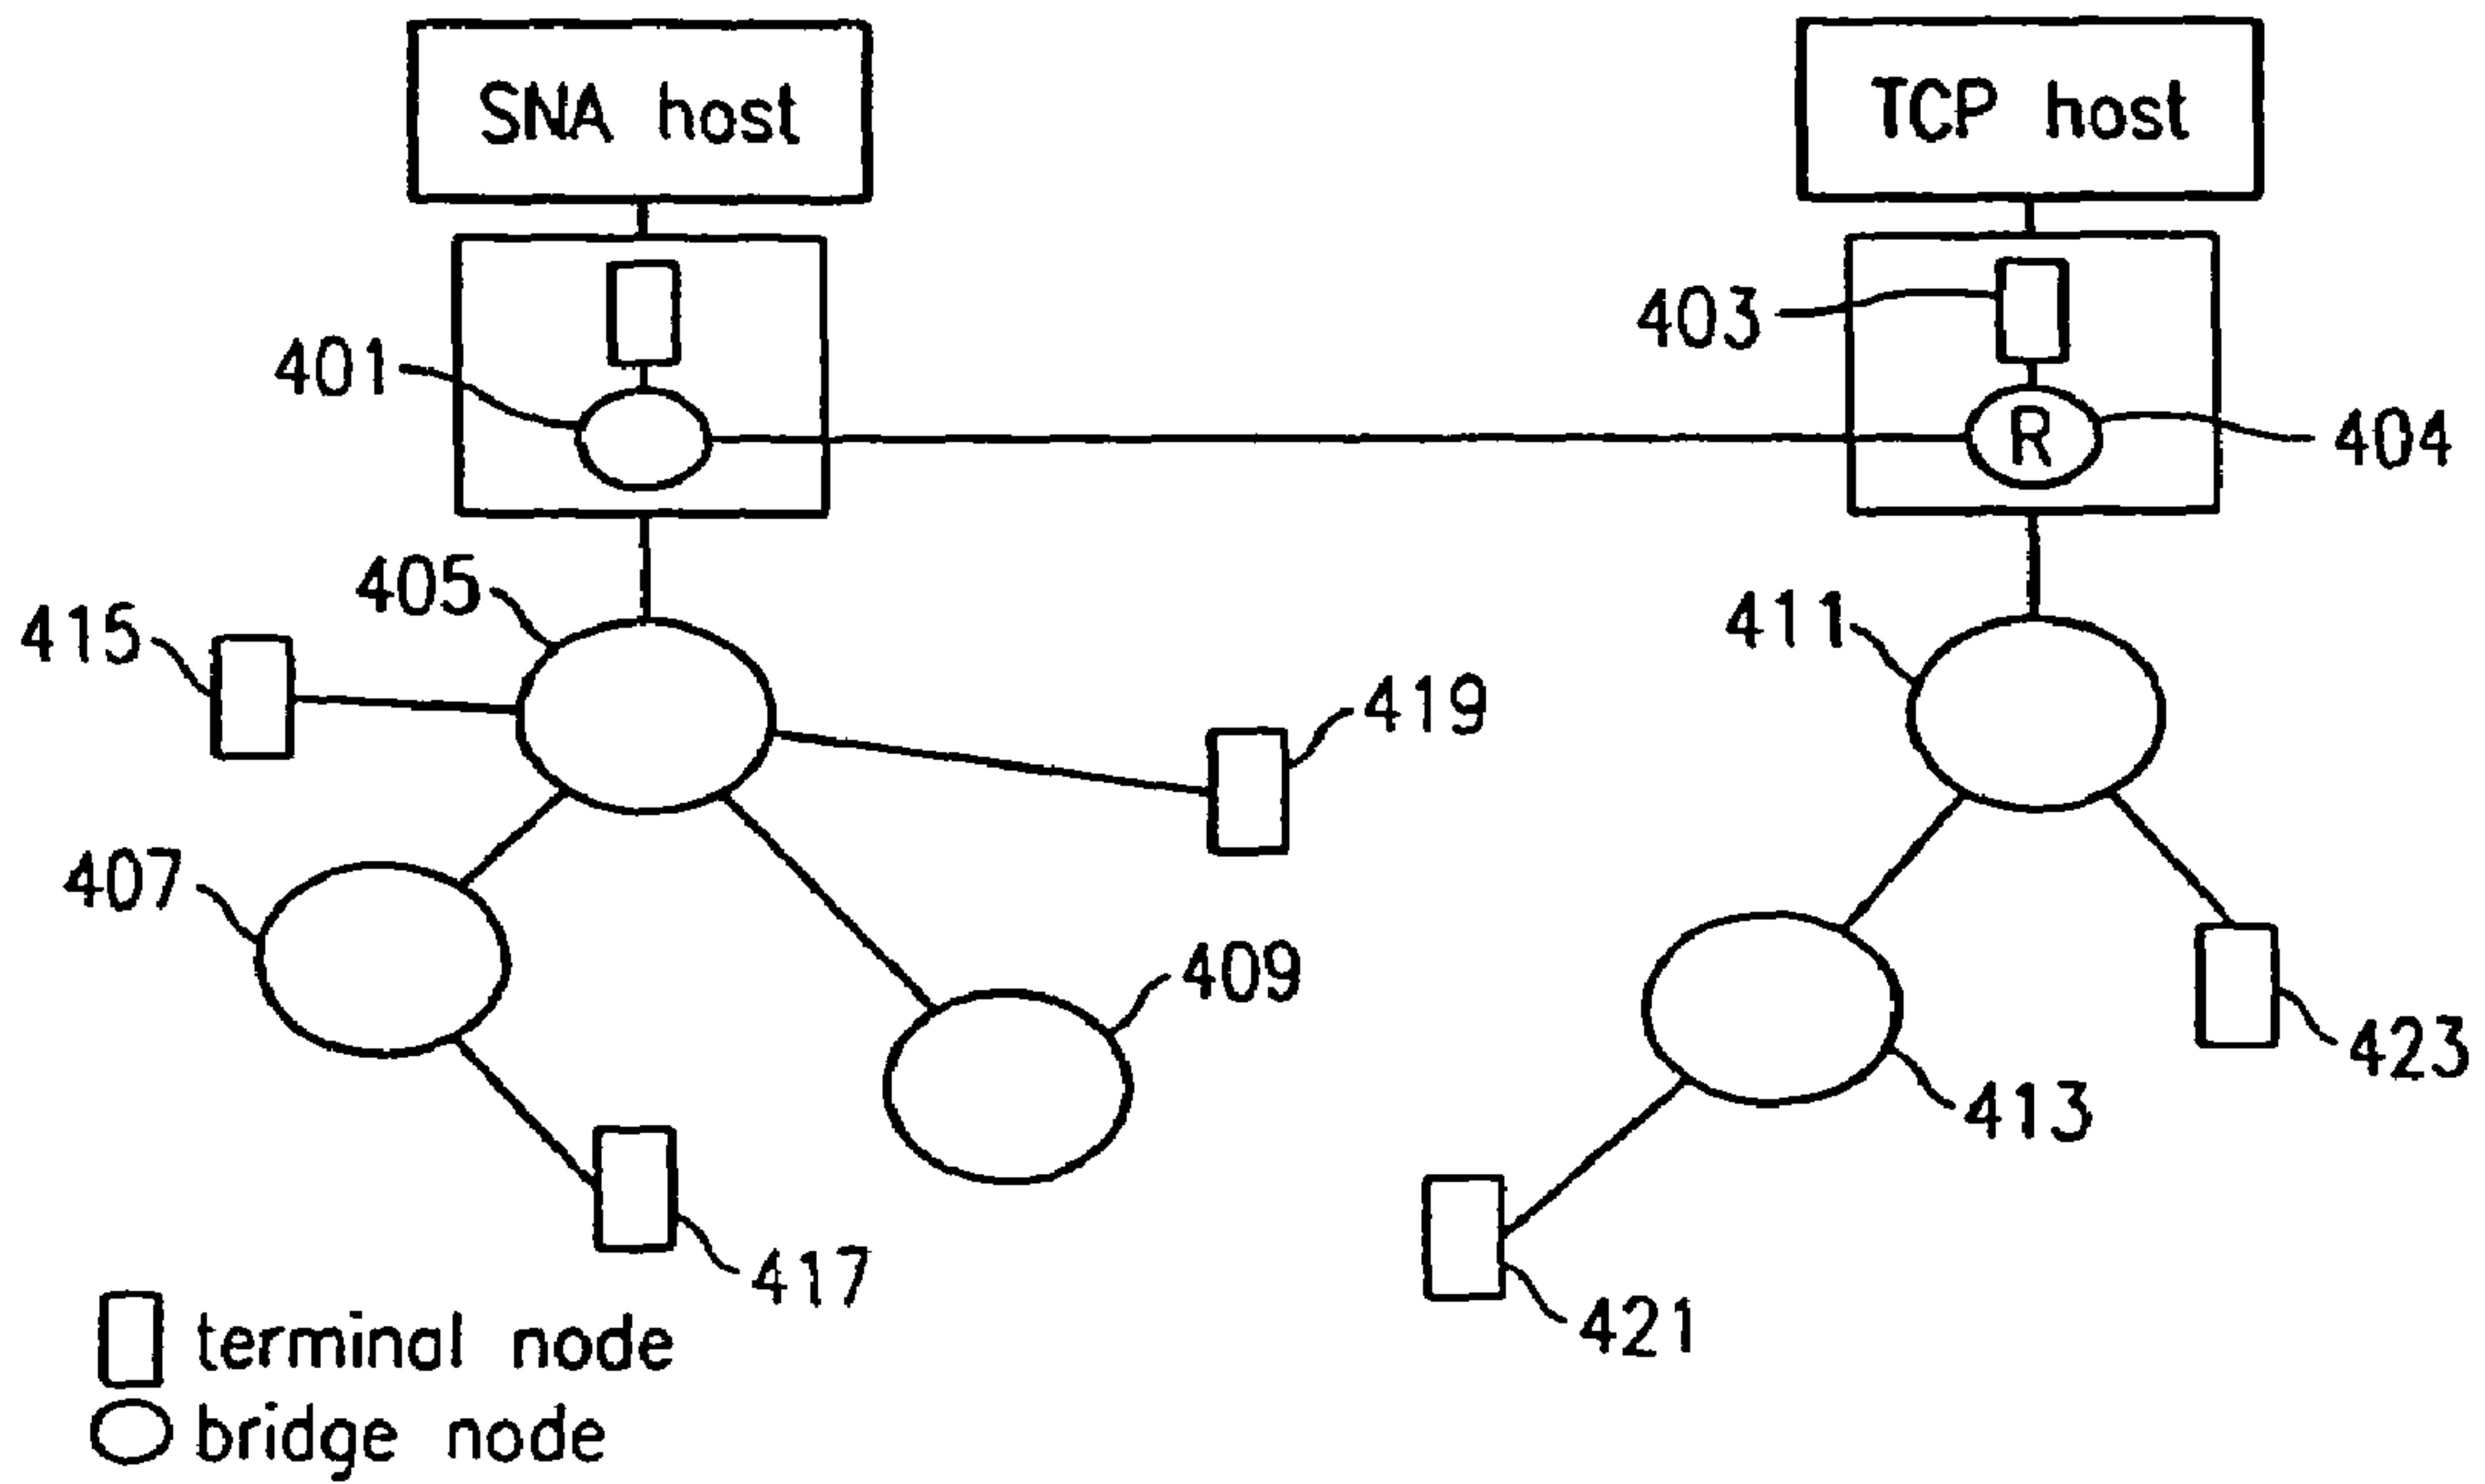 SNA host
TCP host
403
401
R
404
405
415
411
419
407
409
423
413
417
421
terminal node
bridge node